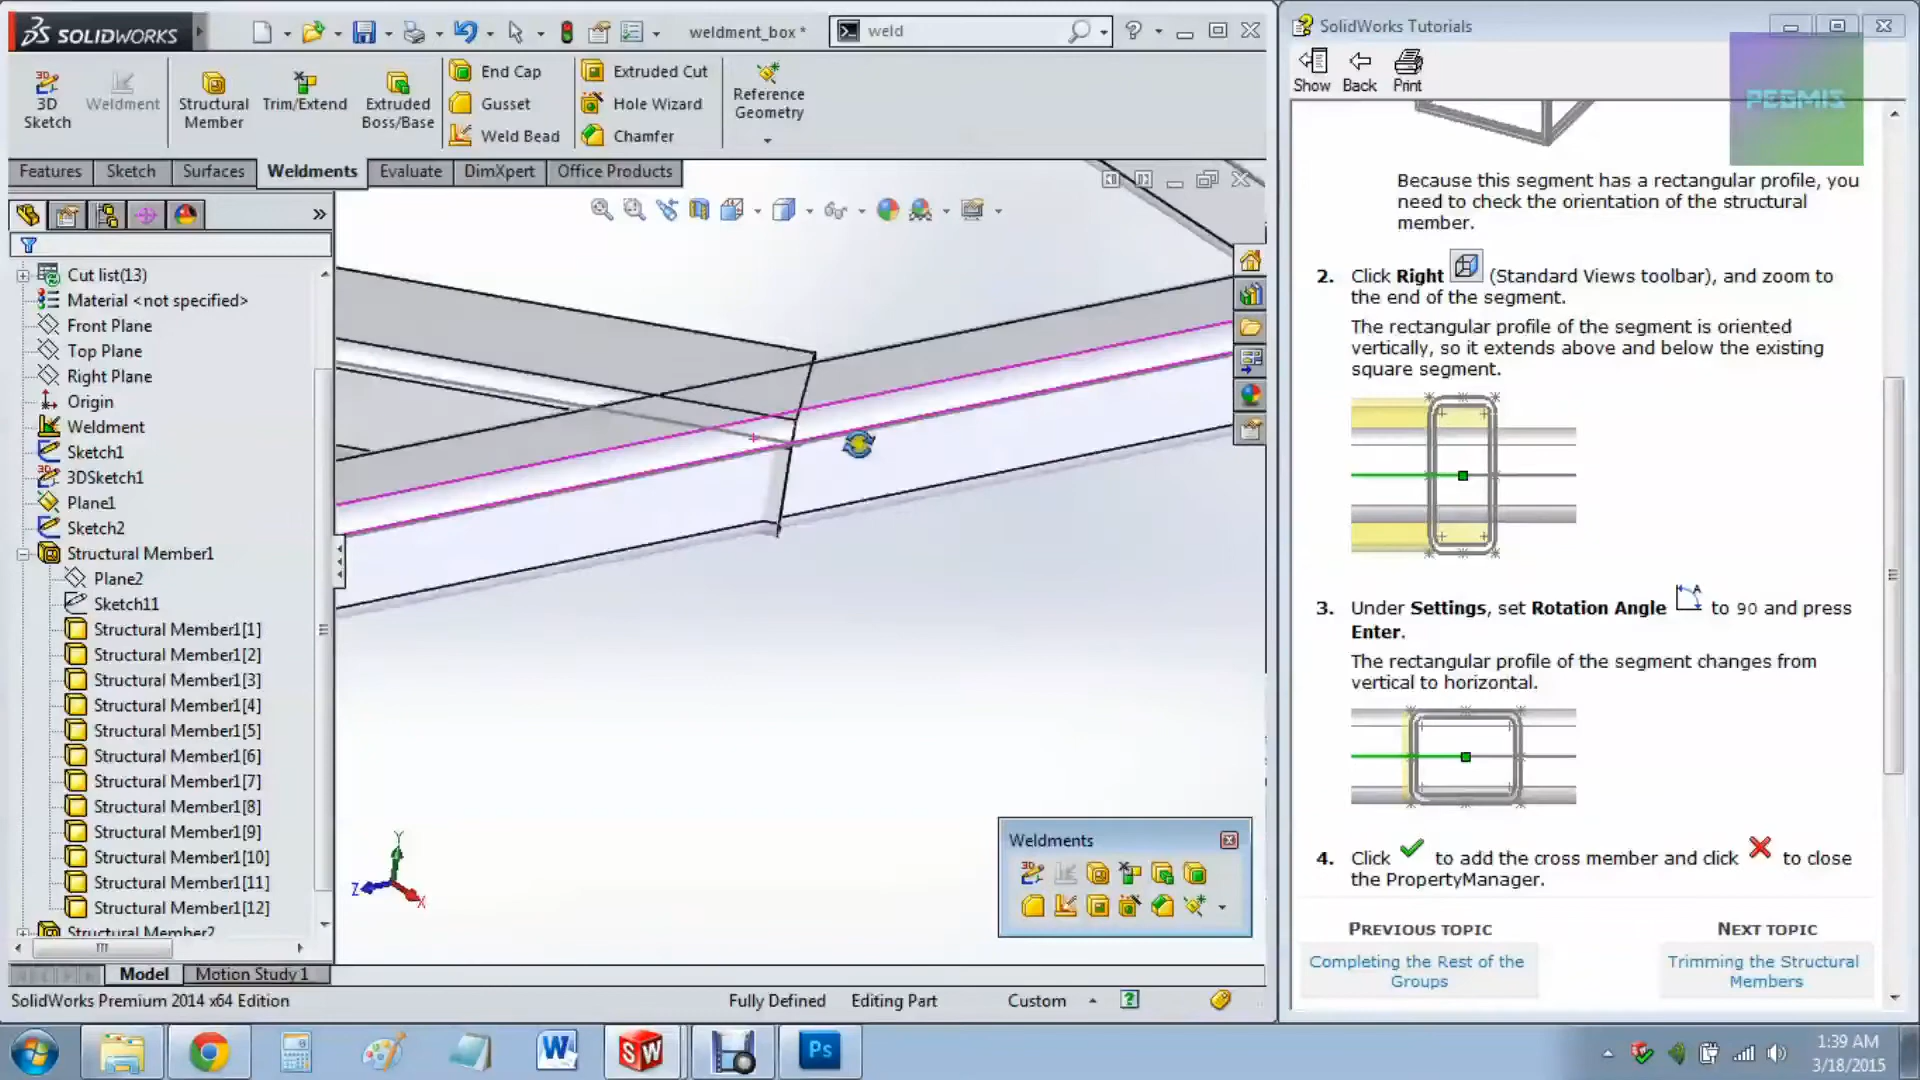 SOLIDWORKS
weldment_box *
weld
3D
Sketch
Weldment
Structural
Member
Trim/Extend
Extruded
Boss/Base
End Cap
Gusset
Weld Bead
Extruded Cut
Hole Wizard
Chamfer
Reference
Geometry
Features
Sketch
Surfaces
Weldments
Evaluate
DimXpert
Office Products
Cut list(13)
Material <not specified>
Front Plane
Top Plane
Right Plane
Origin
Weldment
Sketch1
3DSketch1
Plane1
Sketch2
Structural Member1
Plane2
Sketch11
Structural Member1[1]
Structural Member1[2]
Structural Member1[3]
Structural Member1[4]
Structural Member1[5]
Structural Member1[6]
Structural Member1[7]
Structural Member1[8]
Structural Member1[9]
Structural Member1[10]
Structural Member1[11]
Structural Member1[12]
Structural Member2
Y
Z
X
Weldments
Model
Motion Study 1
SolidWorks Premium 2014 x64 Edition
Fully Defined
Editing Part
Custom
SolidWorks Tutorials
Show
Back
Print
PEGMIS
Because this segment has a rectangular profile, you
need to check the orientation of the structural
member.
2. Click Right (Standard Views toolbar), and zoom to
the end of the segment.
The rectangular profile of the segment is oriented
vertically, so it extends above and below the existing
square segment.
3. Under Settings, set Rotation Angle to 90 and press
Enter.
The rectangular profile of the segment changes from
vertical to horizontal.
4. Click to add the cross member and click to close
the PropertyManager.
PREVIOUS TOPIC
Completing the Rest of the
Groups
NEXT TOPIC
Trimming the Structural
Members
1:39 AM
3/18/2015